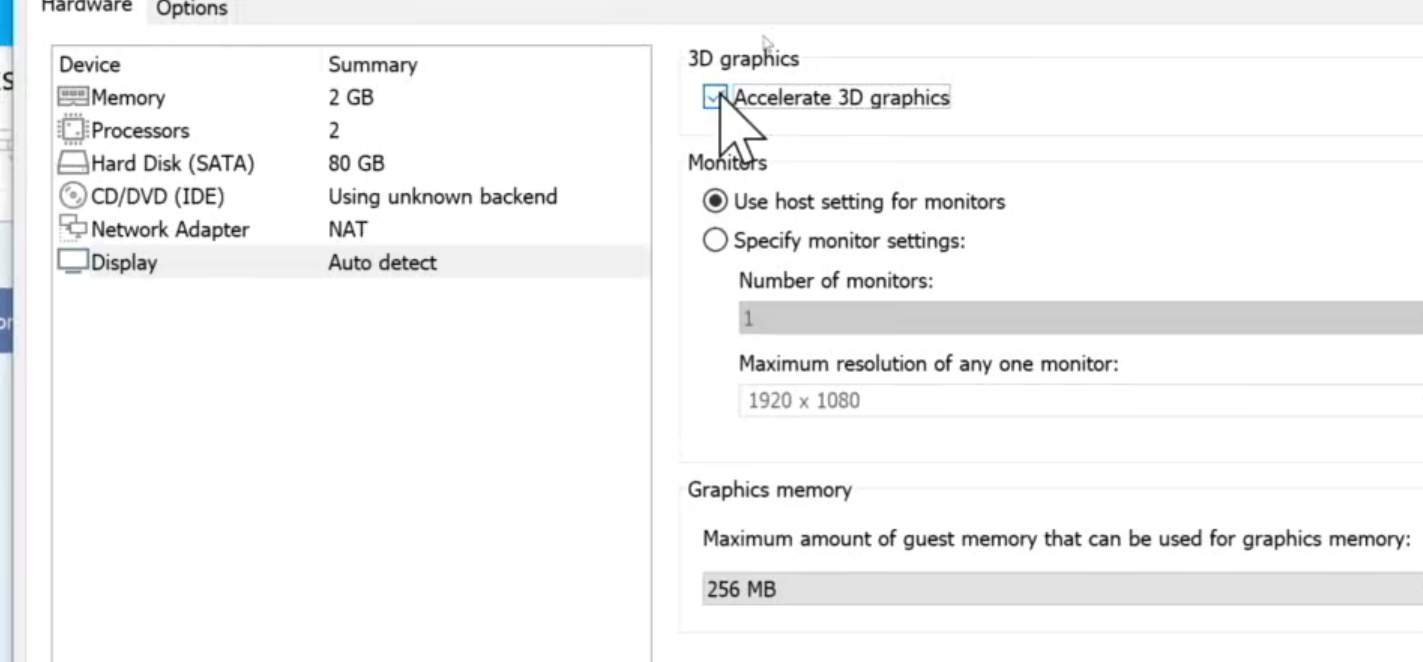 Hardware Options
Device Summary
Memory 2 GB
Processors 2
Hard Disk (SATA) 80 GB
CD/DVD (IDE) Using unknown backend
Network Adapter NAT
Display Auto detect
3D graphics
Accelerate 3D graphics
Monitors
Use host setting for monitors
Specify monitor settings:
Number of monitors:
1
Maximum resolution of any one monitor:
1920 x 1080
Graphics memory
Maximum amount of guest memory that can be used for graphics memory:
256 MB